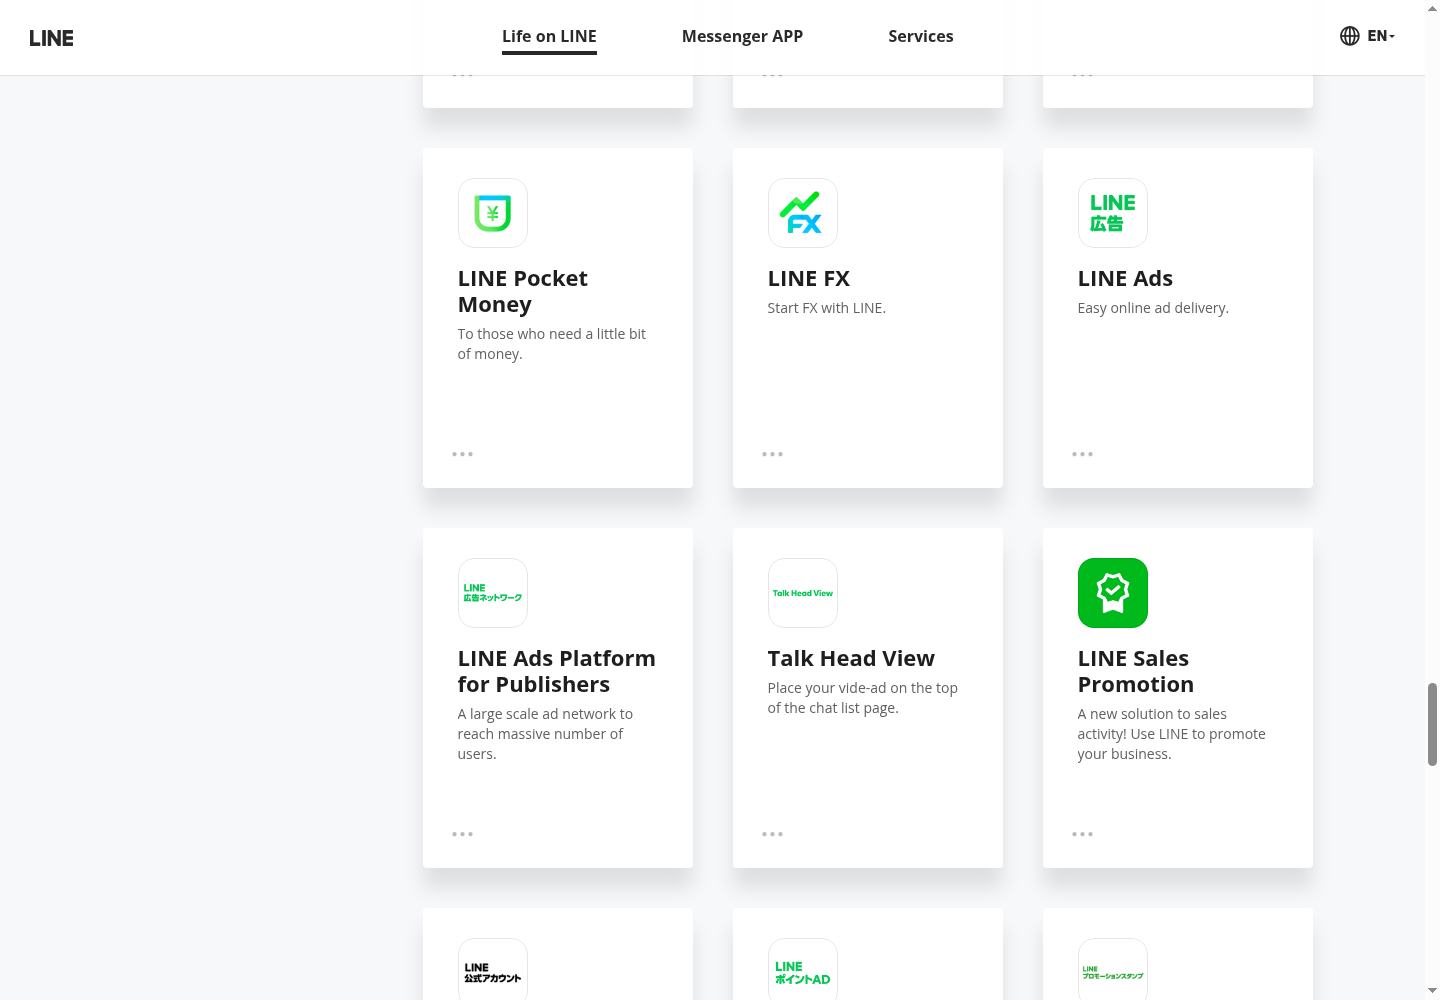 LINE
Life on LINE
Messenger APP
Services
EN
¥
FX
LINE
広告
LINE Pocket
Money
To those who need a little bit
of money.
LINE FX
Start FX with LINE.
LINE Ads
Easy online ad delivery.
LINE
広告ネットワーク
Talk Head View
LINE Ads Platform
for Publishers
A large scale ad network to
reach massive number of
users.
Talk Head View
Place your vide-ad on the top
of the chat list page.
LINE Sales
Promotion
A new solution to sales
activity! Use LINE to promote
your business.
LINE
公式アカウント
LINE
ポイントAD
LINE
プロモーションスタンプ